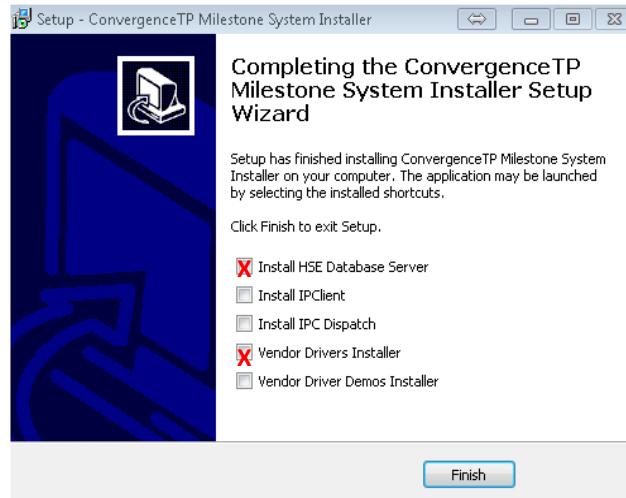 Setup - ConvergenceTP Milestone System Installer
Completing the ConvergenceTP
Milestone System Installer Setup
Wizard
Setup has finished installing ConvergenceTP Milestone System
Installer on your computer. The application may be launched
by selecting the installed shortcuts.
Click Finish to exit Setup.
X Install HSE Database Server
Install IPClient
Install IPC Dispatch
X Vendor Drivers Installer
Vendor Driver Demos Installer
Finish